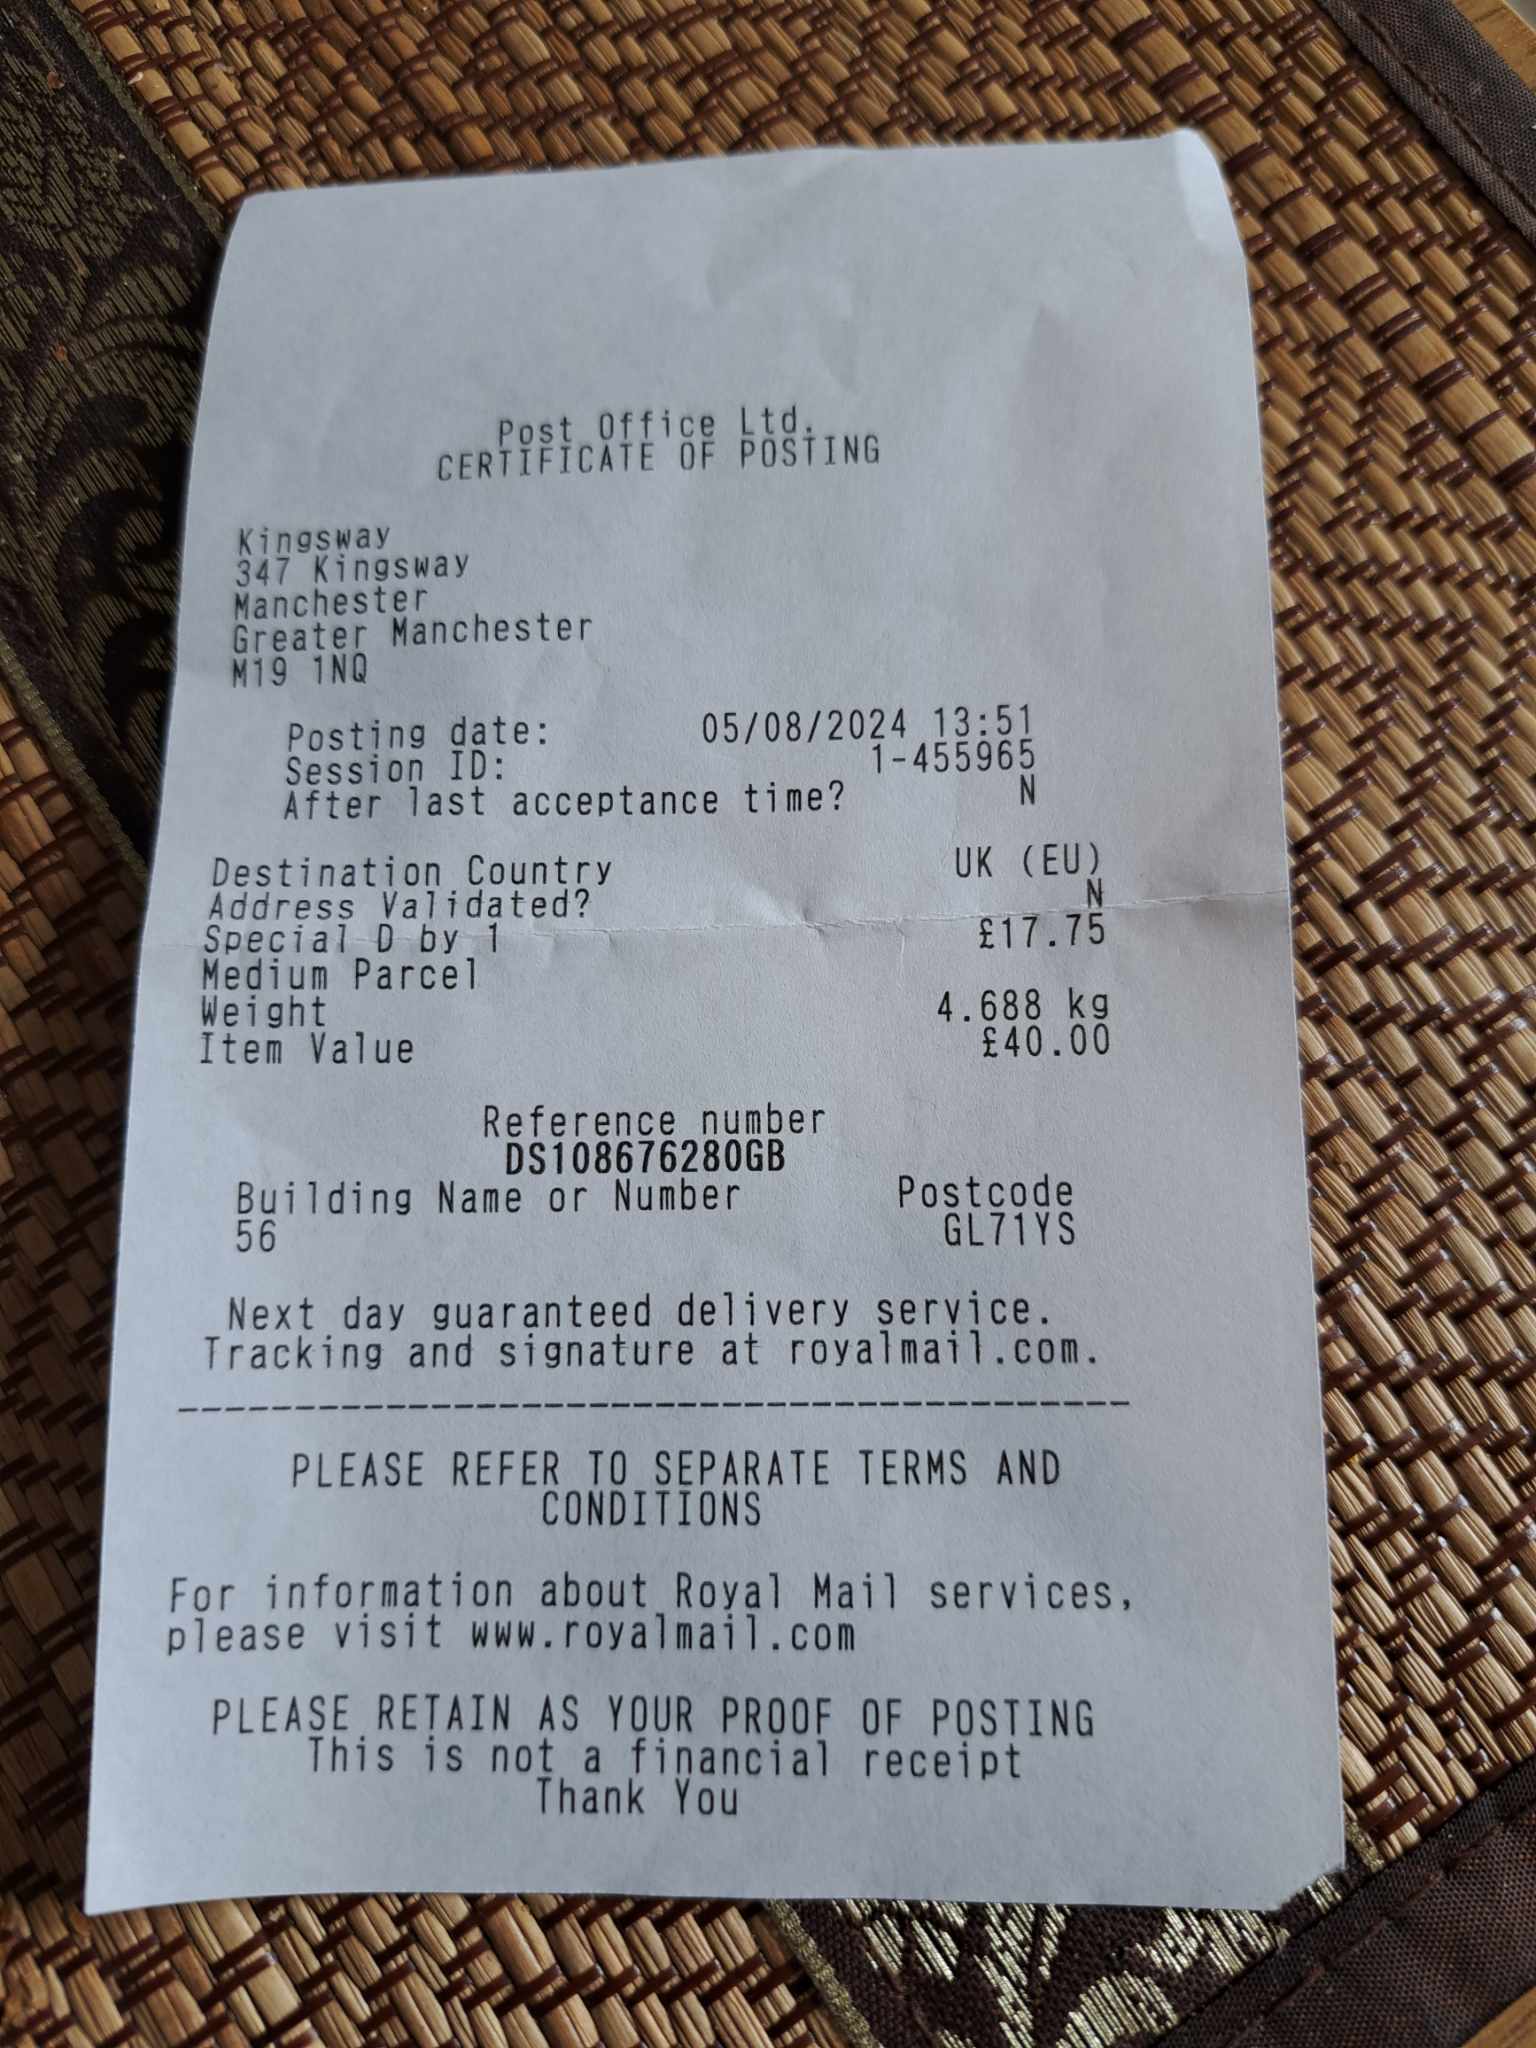 Post Office Ltd.
CERTIFICATE OF POSTING
Kingsway
347 Kingsway
Manchester
Greater Manchester
M19 1NQ
Posting date: 05/08/2024 13:51
Session ID: 1-455965
After last acceptance time? N
Destination Country UK (EU)
Address Validated? N
Special D by 1 £17.75
Medium Parcel
Weight 4.688 kg
Item Value £40.00
Reference number
DS108676280GB
Building Name or Number Postcode
56 GL71YS
Next day guaranteed delivery service.
Tracking and signature at royalmail.com.
------------------------------------------
PLEASE REFER TO SEPARATE TERMS AND
CONDITIONS
For information about Royal Mail services,
please visit www.royalmail.com
PLEASE RETAIN AS YOUR PROOF OF POSTING
This is not a financial receipt
Thank You